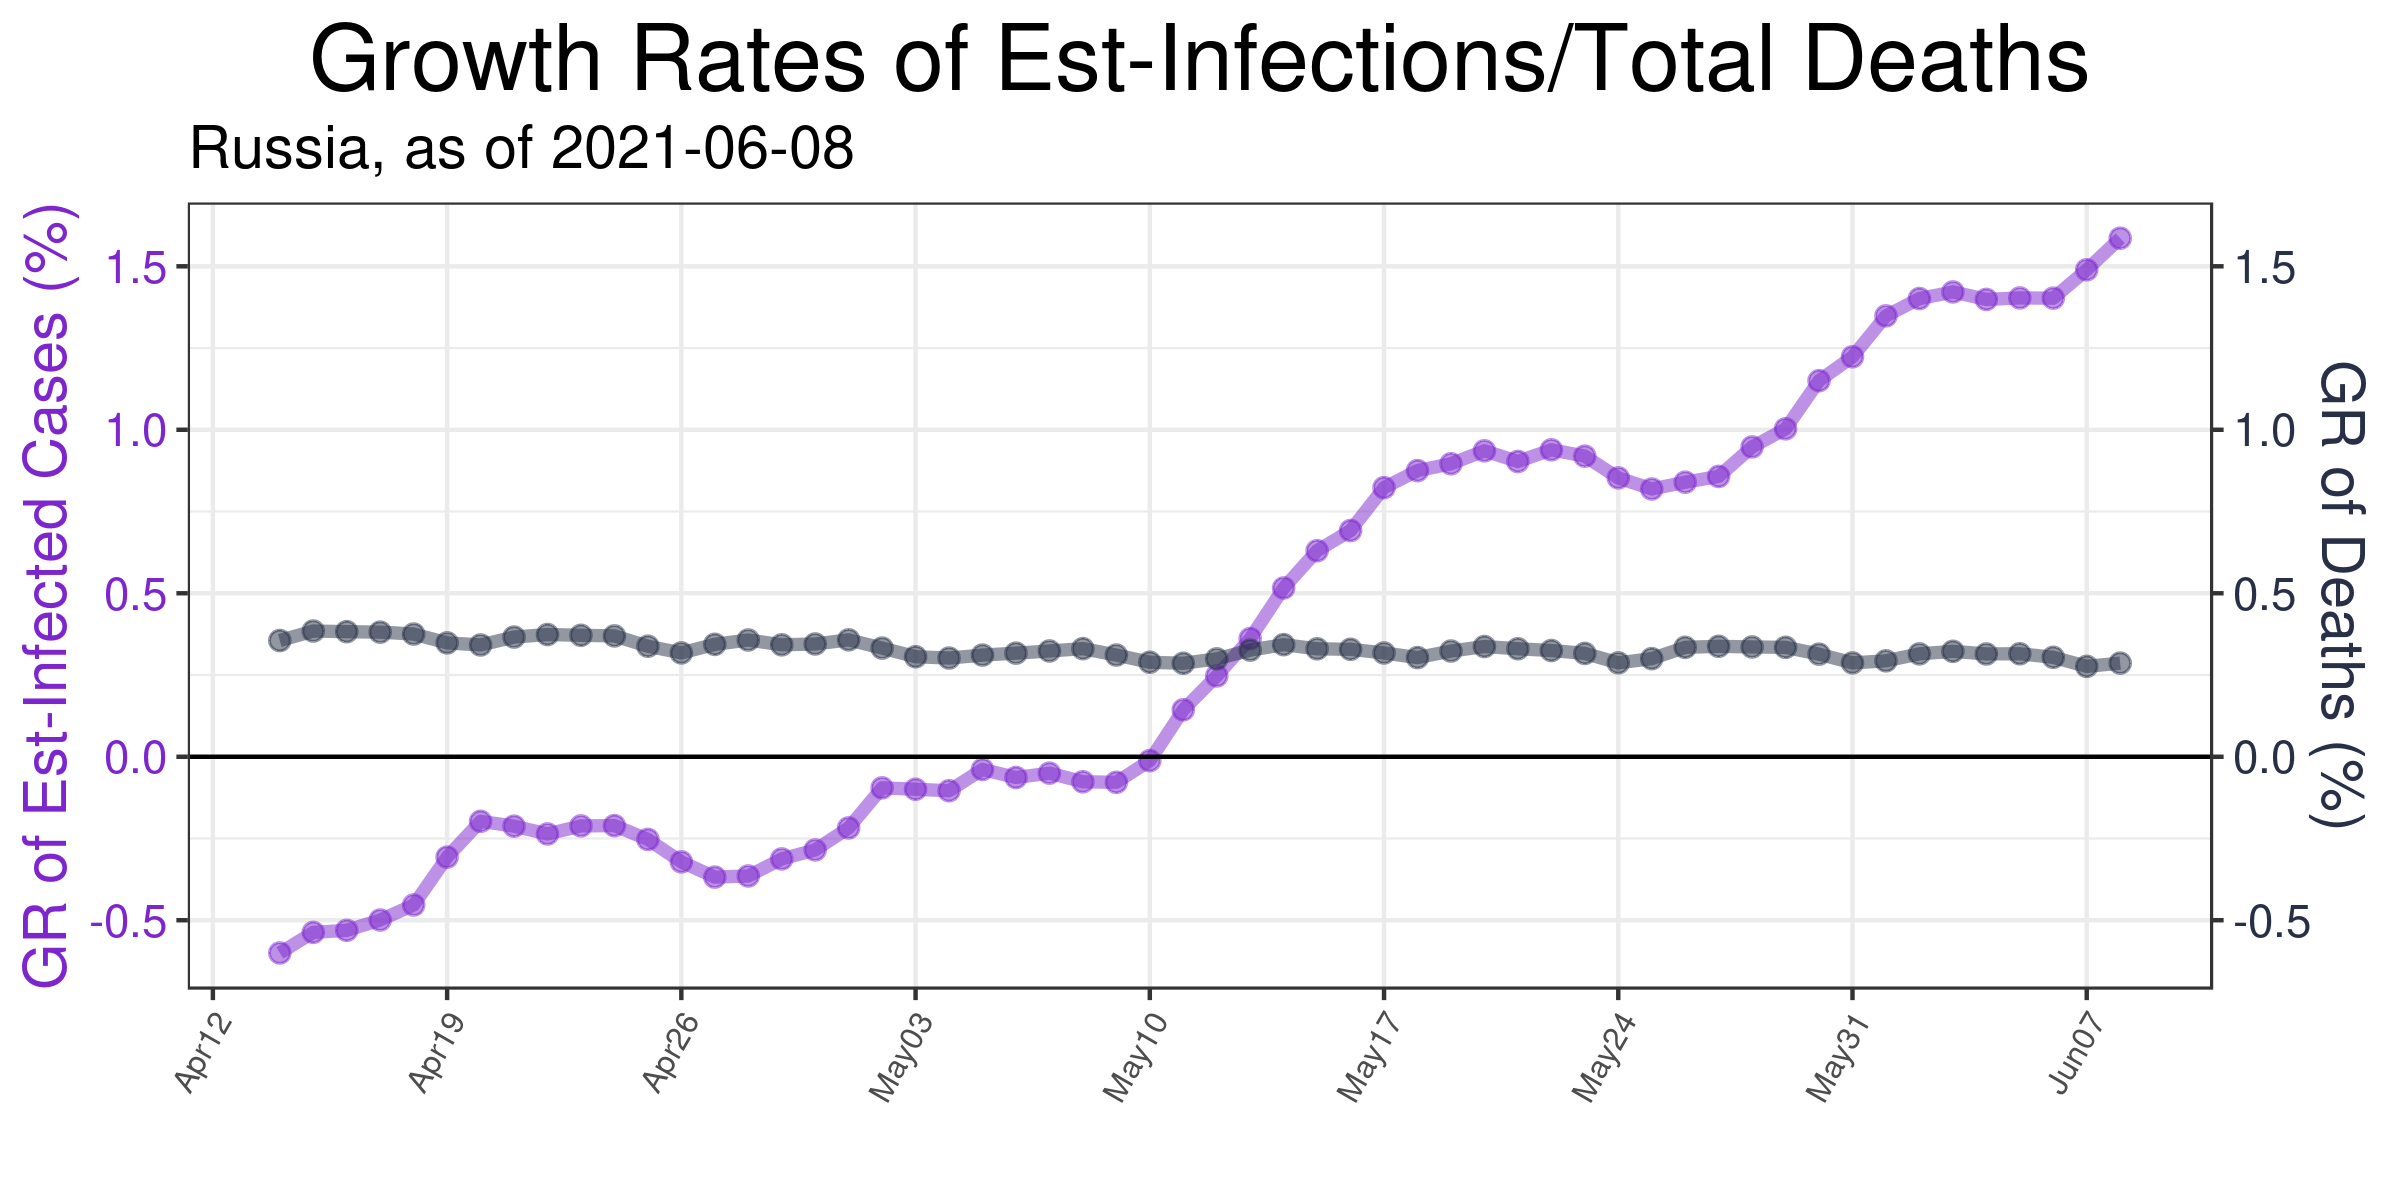 Growth Rates of Est-Infections/Total Deaths
Russia, as of 2021-06-08
GR of Est-Infected Cases (%)
1.5
1.0
0.5
0.0
-0.5
1.5
1.0
0.5
0.0
-0.5
GR of Deaths (%)
Apr12
Apr19
Apr26
May03
May10
May17
May24
May31
Jun07